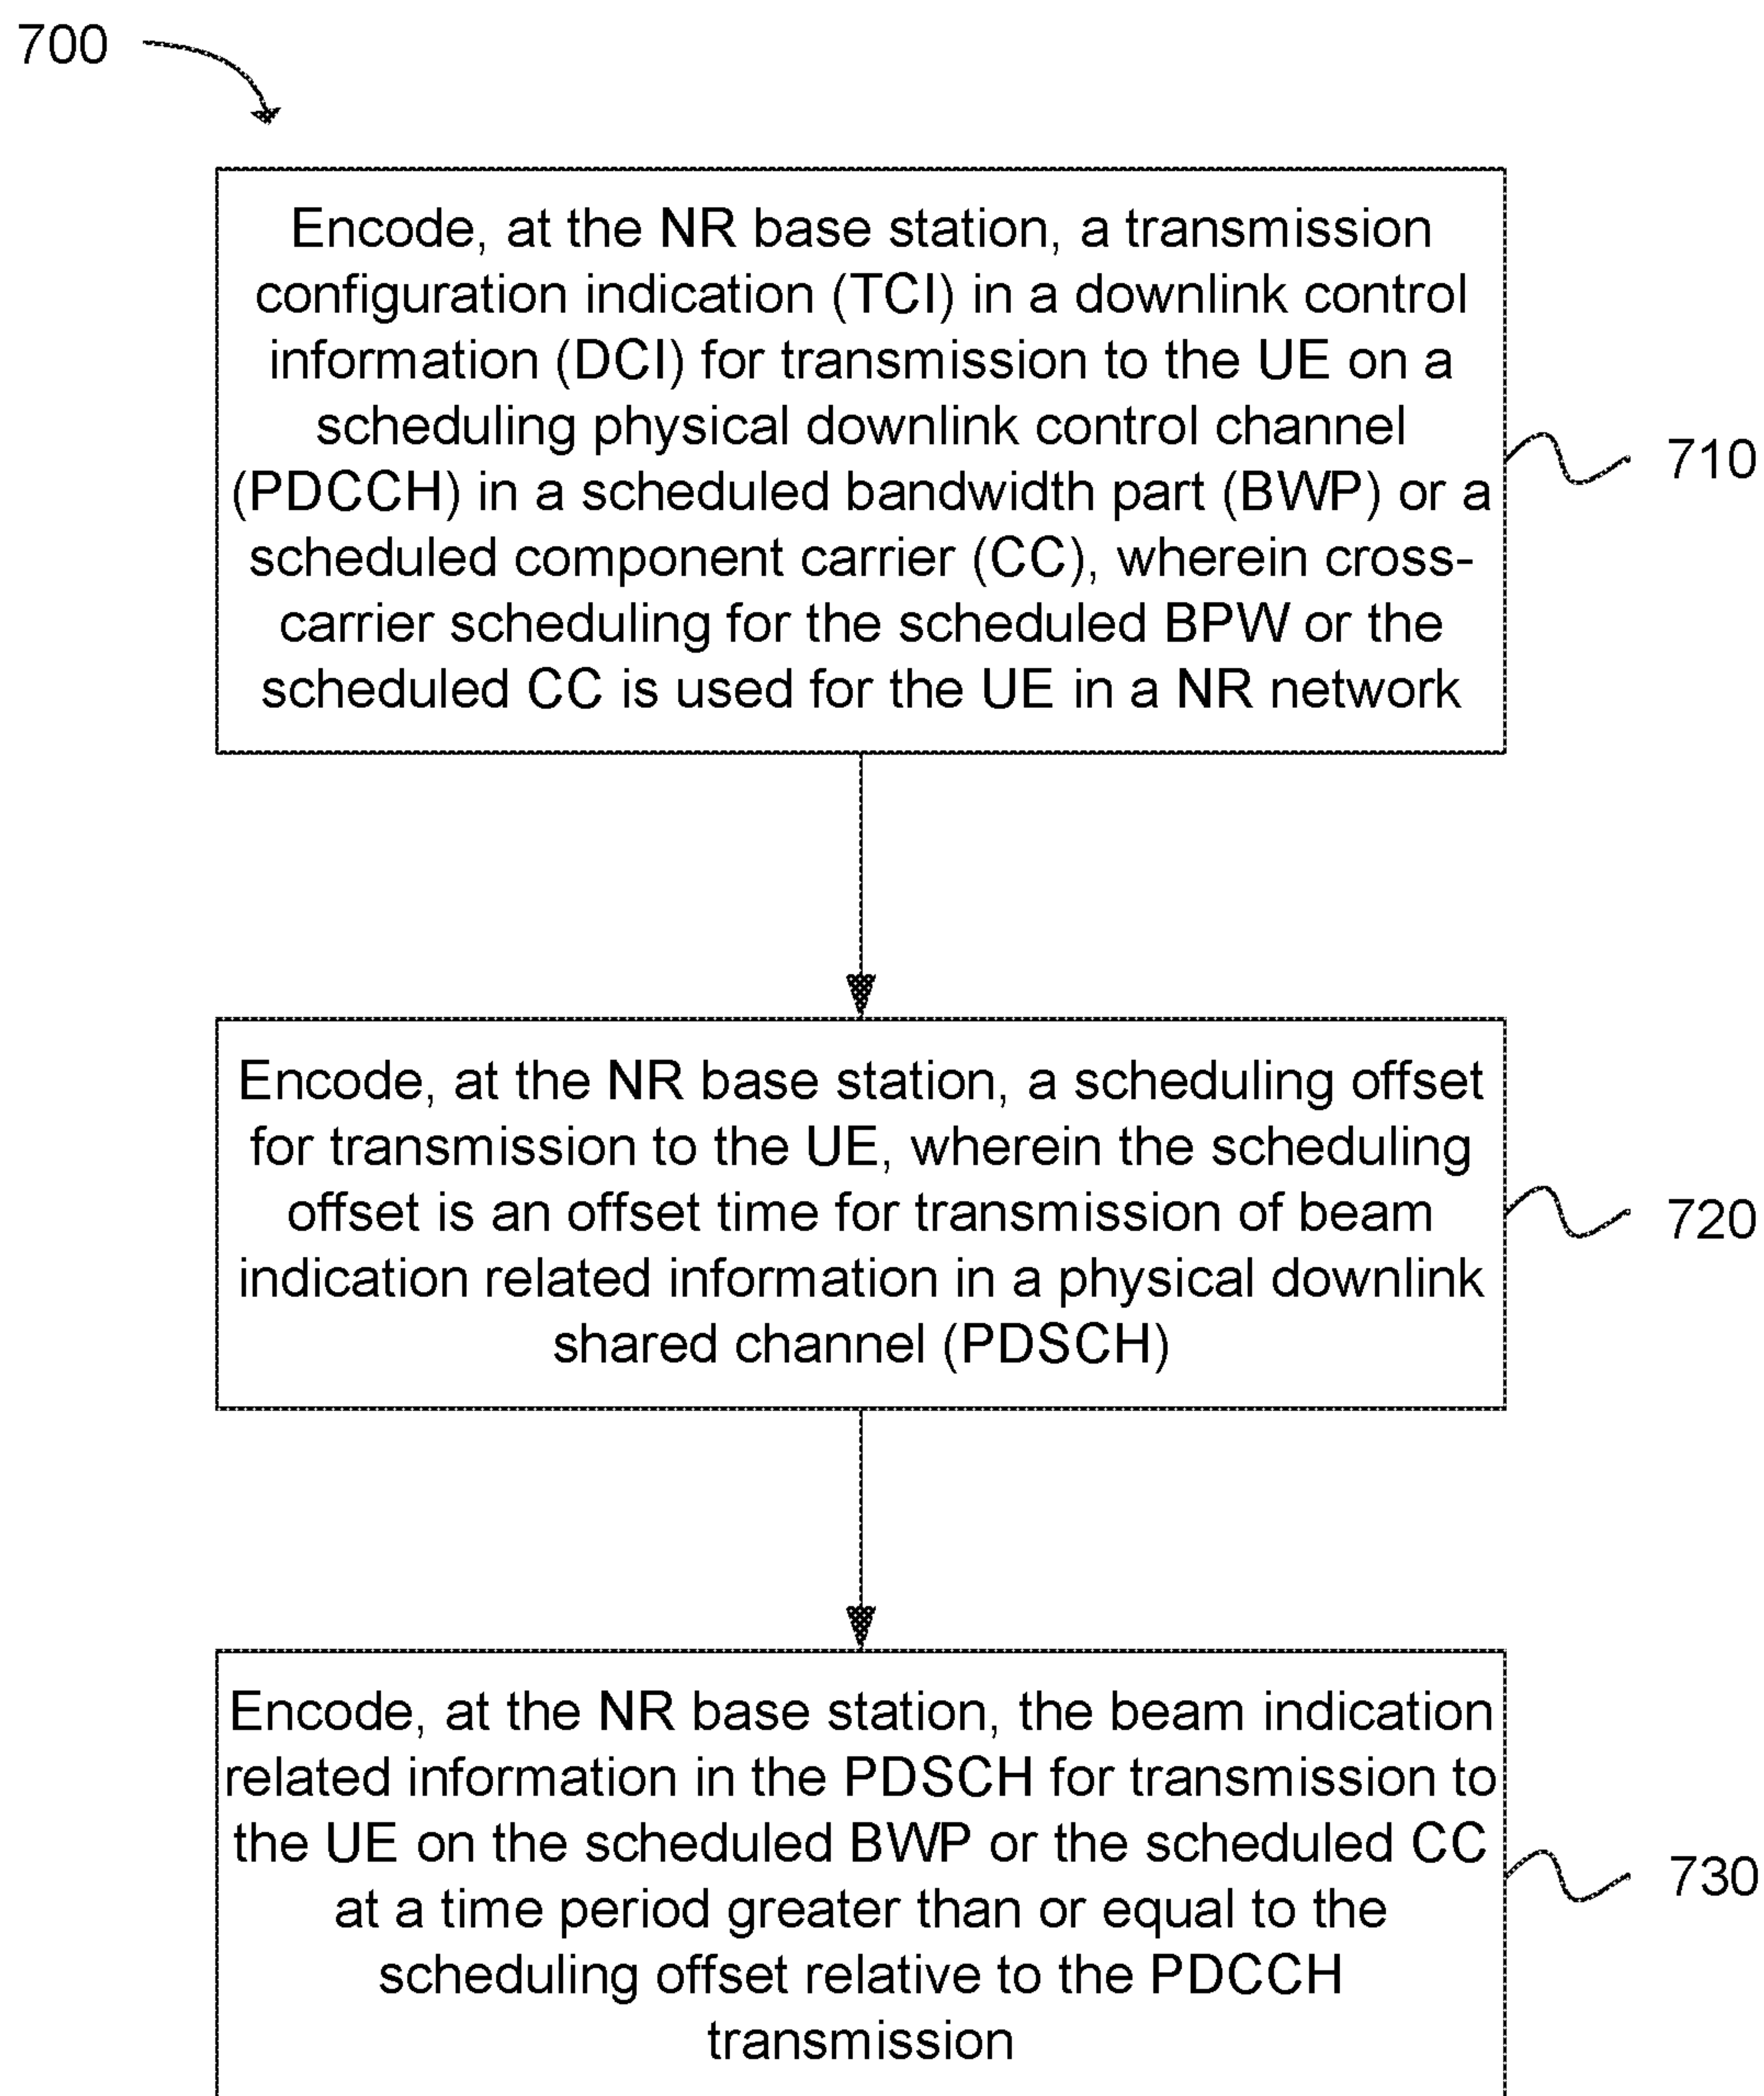 700
Encode, at the NR base station, a transmission
configuration indication (TCI) in a downlink control
information (DCI) for transmission to the UE on a
scheduling physical downlink control channel
(PDCCH) in a scheduled bandwidth part (BWP) or a
scheduled component carrier (CC), wherein cross-
carrier scheduling for the scheduled BPW or the
scheduled CC is used for the UE in a NR network
710
Encode, at the NR base station, a scheduling offset
for transmission to the UE, wherein the scheduling
offset is an offset time for transmission of beam
indication related information in a physical downlink
shared channel (PDSCH)
720
Encode, at the NR base station, the beam indication
related information in the PDSCH for transmission to
the UE on the scheduled BWP or the scheduled CC
at a time period greater than or equal to the
scheduling offset relative to the PDCCH
transmission
730